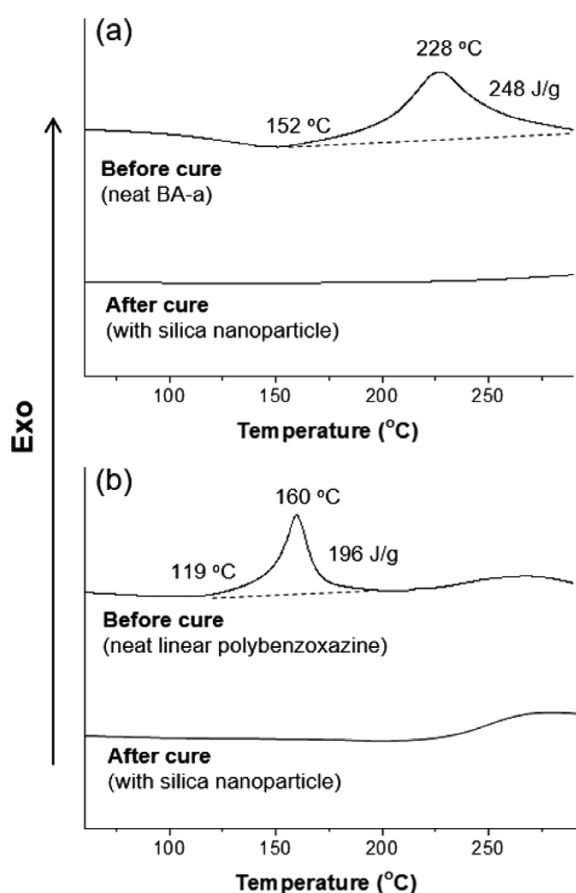 (a)
228 °C
248 J/g
152 °C
Before cure
(neat BA-a)
After cure
(with silica nanoparticle)
100 150 200 250
Temperature (°C)
Exo
(b)
160 °C
196 J/g
119 °C
Before cure
(neat linear polybenzoxazine)
After cure
(with silica nanoparticle)
100 150 200 250
Temperature (°C)